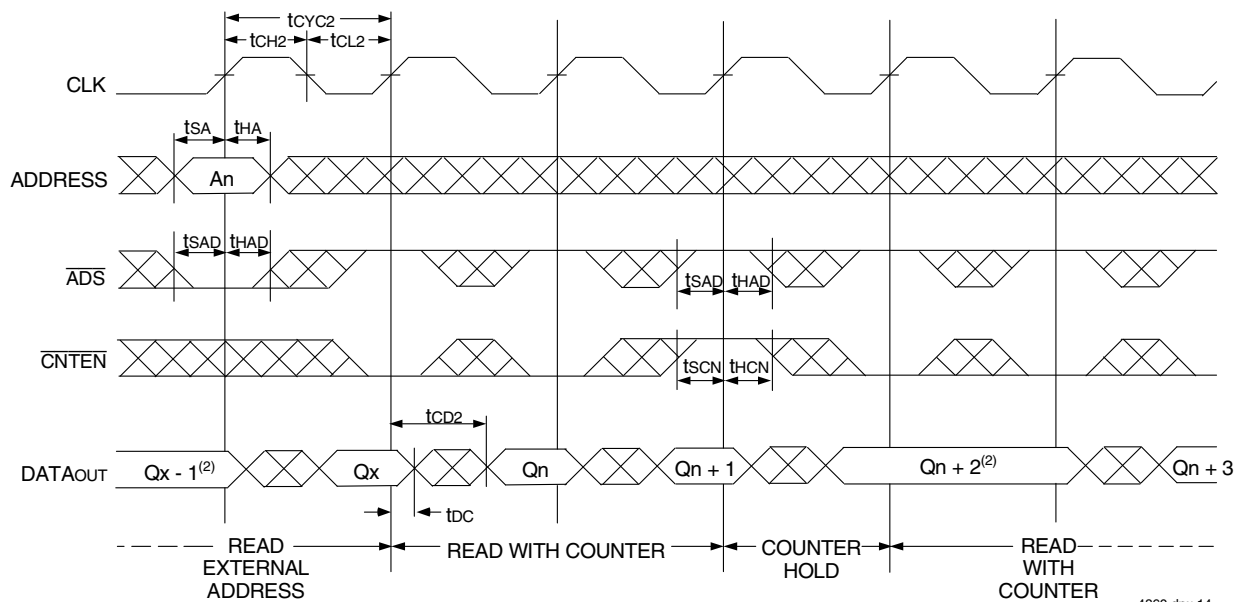 tCYC2
tCH2 tCL2
CLK
tSA tHA
ADDRESS An
tSAD tHAD
ADS tSAD tHAD
CNTEN
tSCN tHCN
tCD2
DATAOUT Qx - 1(2) Qx Qn Qn + 1 Qn + 2(2) Qn + 3
tDC
READ EXTERNAL ADDRESS
READ WITH COUNTER
COUNTER HOLD
READ WITH COUNTER